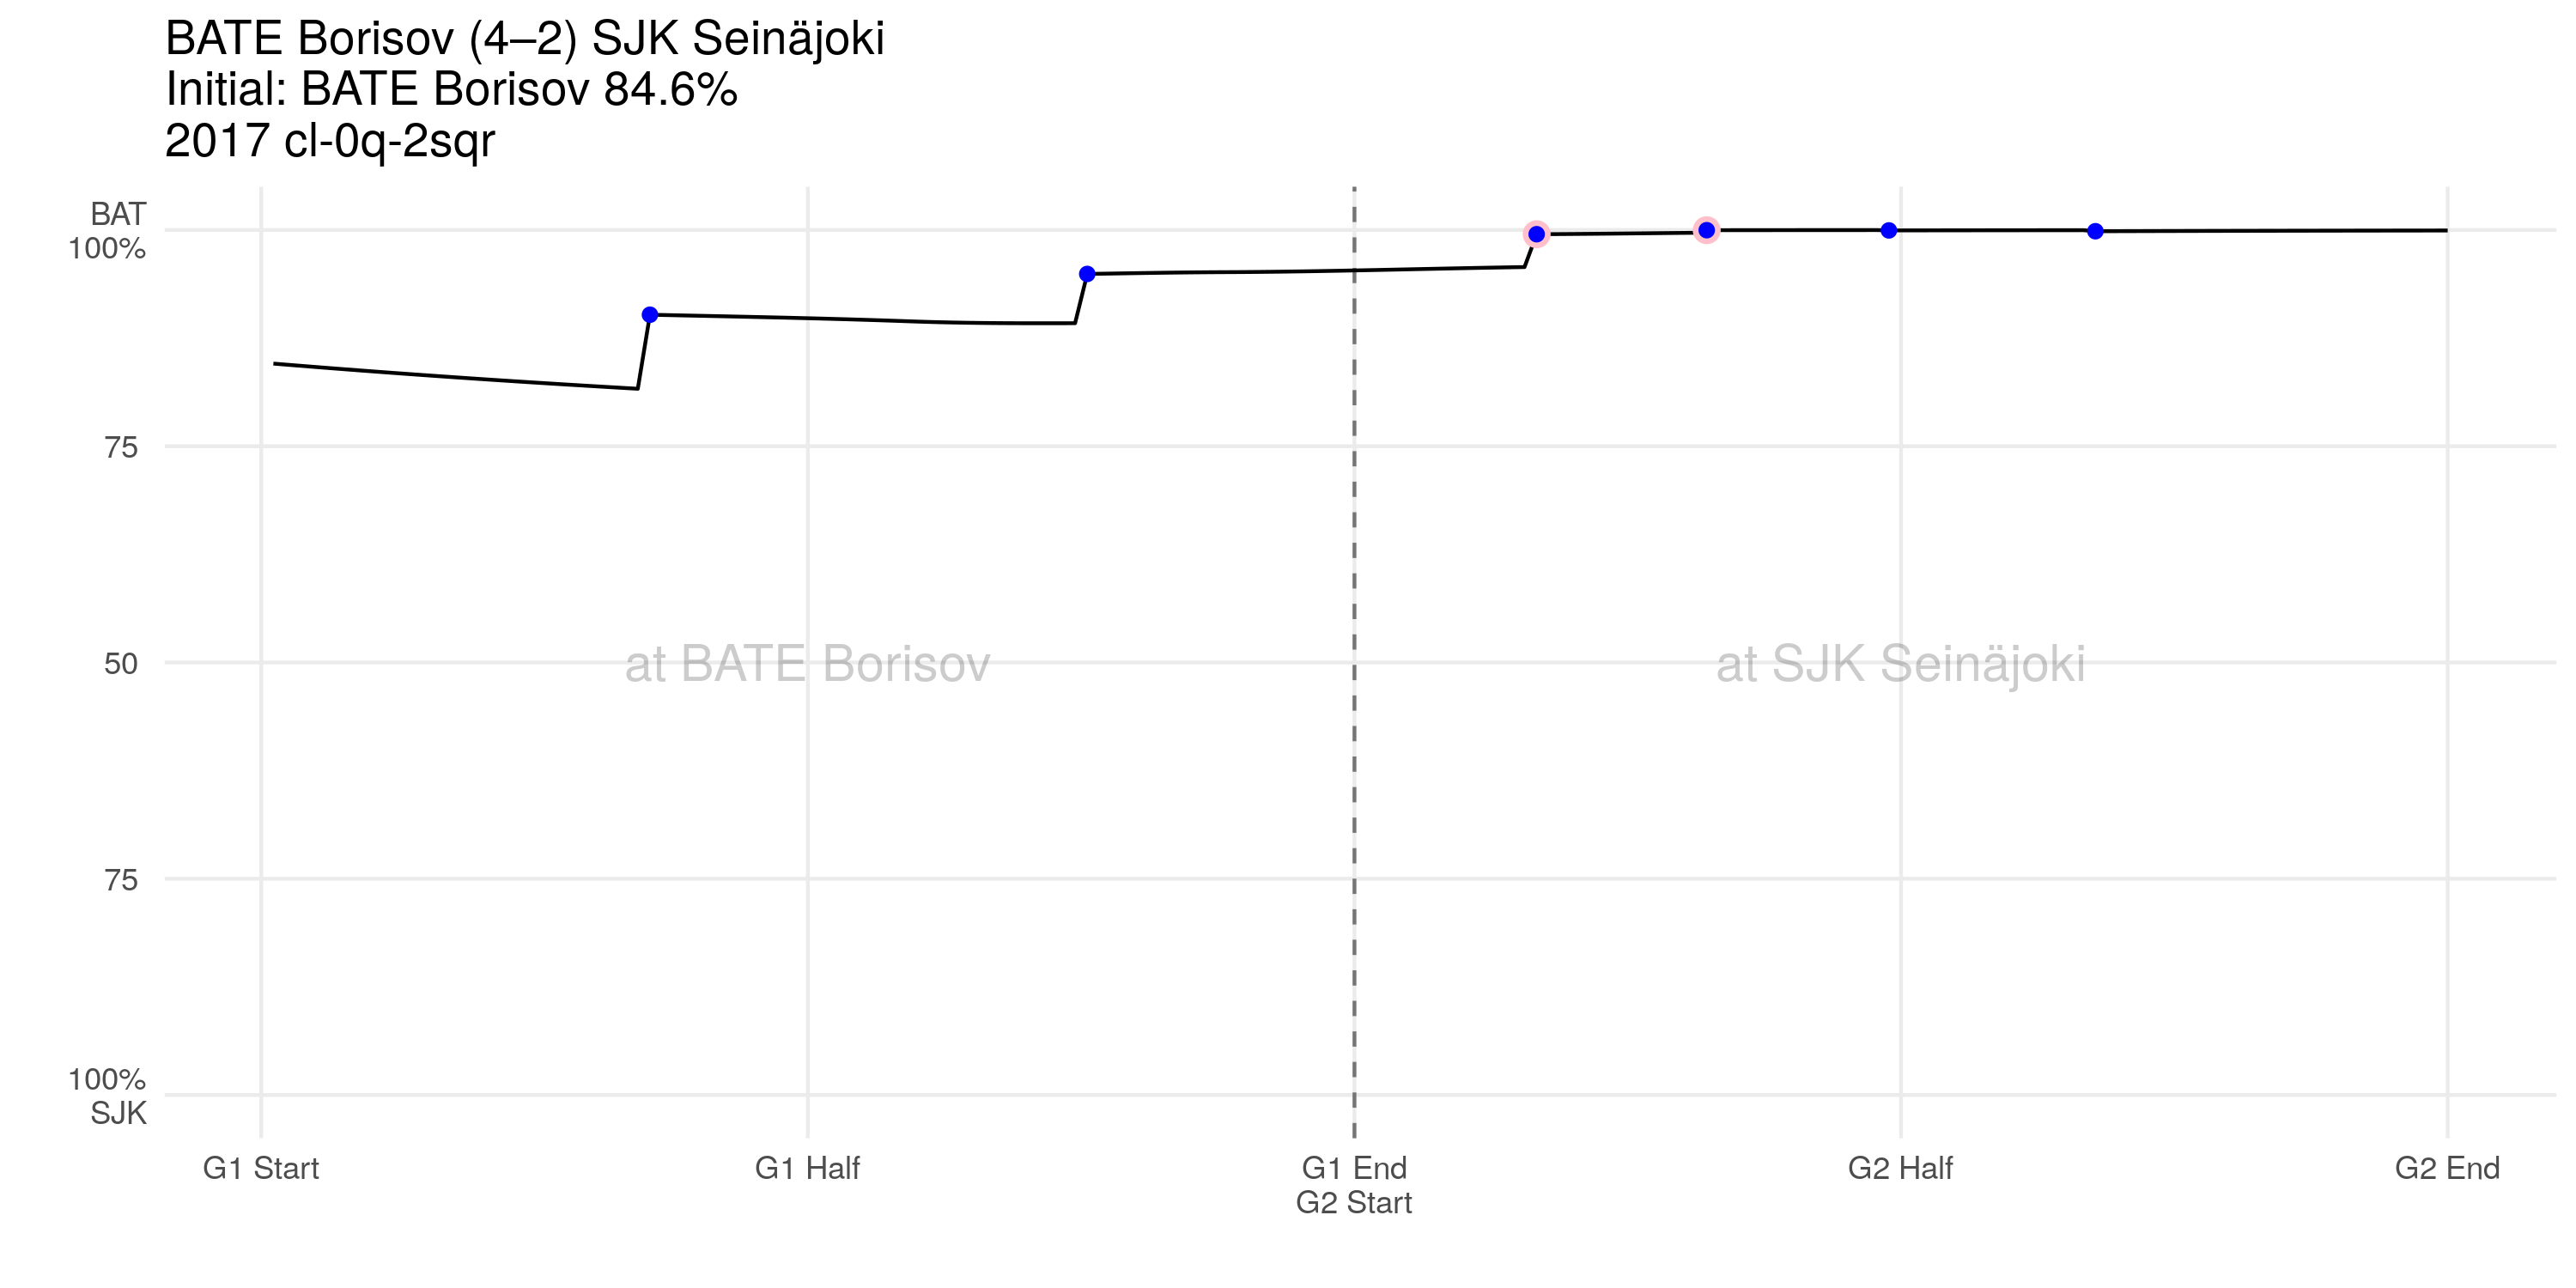 BATE Borisov (4–2) SJK Seinäjoki
Initial: BATE Borisov 84.6%
2017 cl-0q-2sqr
BAT
100%
75
50
75
100%
SJK
at BATE Borisov
at SJK Seinäjoki
G1 Start
G1 Half
G1 End
G2 Start
G2 Half
G2 End